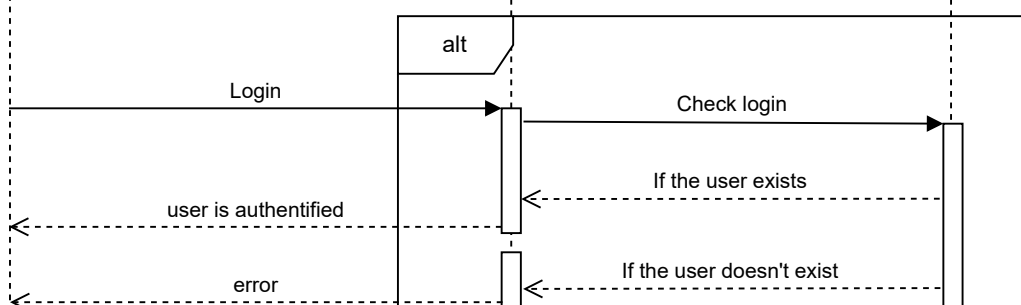 alt
Login
Check login
If the user exists
user is authentified
If the user doesn't exist
error